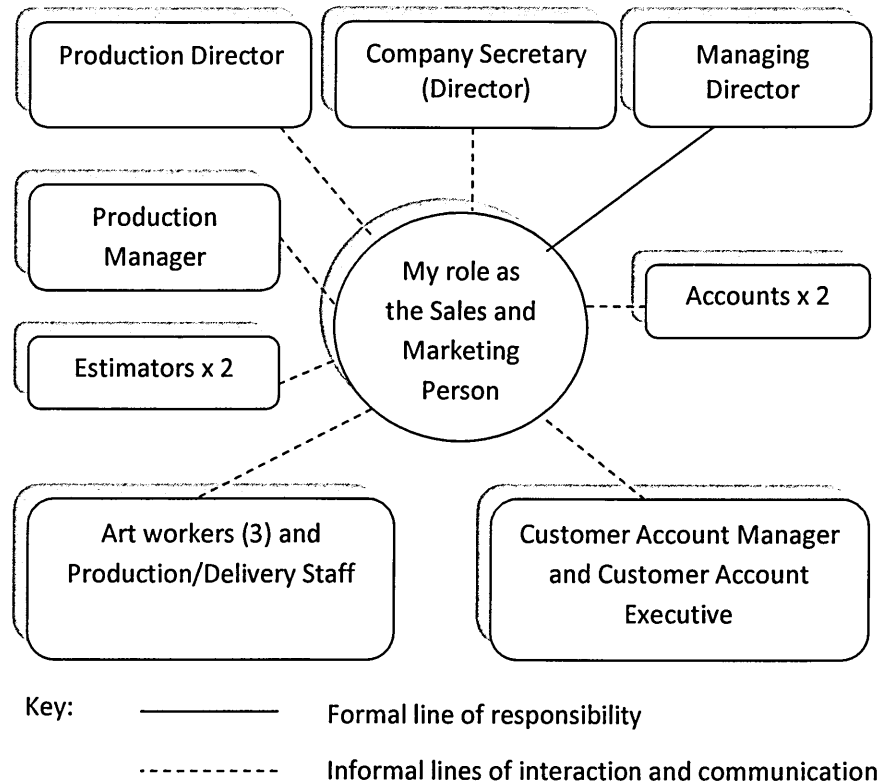 Production Director
Company Secretary
(Director)
Managing
Director
Production
Manager
My role as
the Sales and
Marketing
Person
Accounts x 2
Estimators x 2
Art workers (3) and
Production/Delivery Staff
Customer Account Manager
and Customer Account
Executive
Key:
Formal line of responsibility
Informal lines of interaction and communication